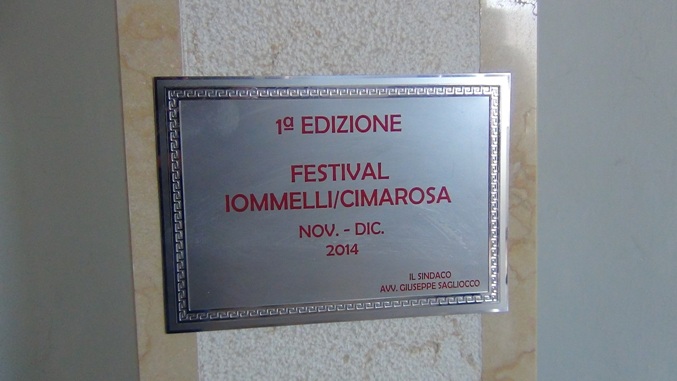 1ª EDIZIONE
FESTIVAL
IOMMELLI/CIMAROSA
NOV. - DIC.
2014
IL SINDACO
AVV. GIUSEPPE SAGLIOCCO